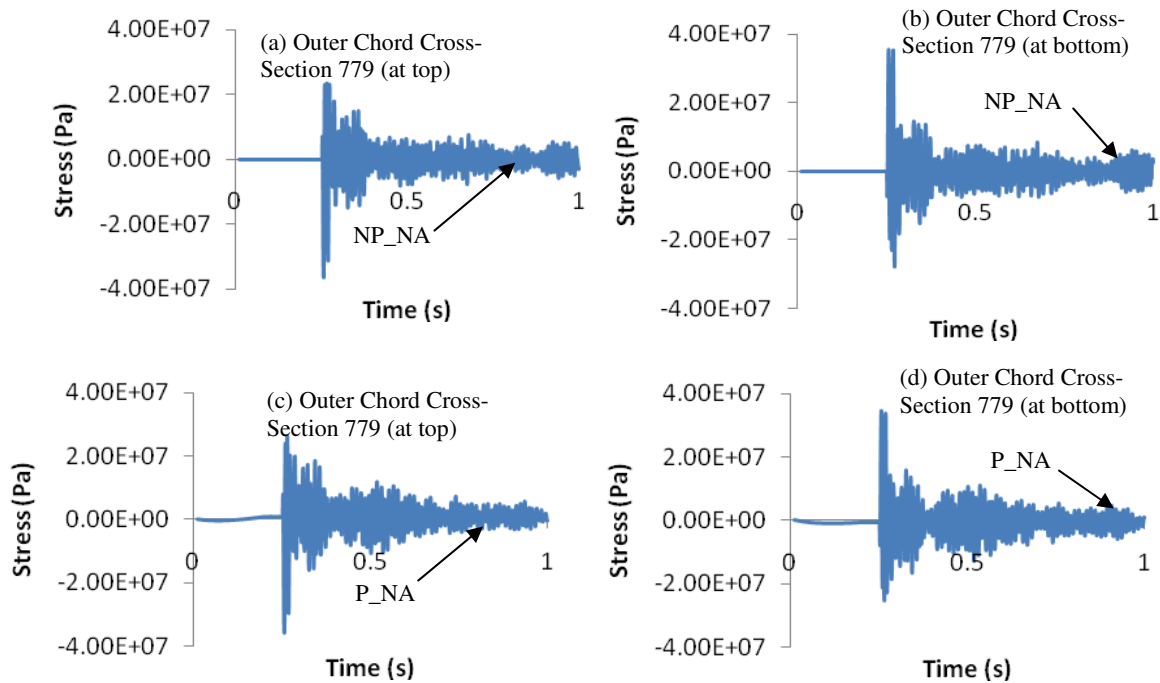 (a) Outer Chord Cross-
Section 779 (at top)
4.00E+07
2.00E+07
0.00E+00
-2.00E+07
-4.00E+07
Stress (Pa)
0
0.5
1
NP_NA
Time (s)
(b) Outer Chord Cross-
Section 779 (at bottom)
4.00E+07
2.00E+07
0.00E+00
-2.00E+07
-4.00E+07
Stress (Pa)
NP_NA
0
0.5
1
Time (s)
(c) Outer Chord Cross-
Section 779 (at top)
4.00E+07
2.00E+07
0.00E+00
-2.00E+07
-4.00E+07
Stress (Pa)
0
0.5
1
P_NA
Time (s)
(d) Outer Chord Cross-
Section 779 (at bottom)
4.00E+07
2.00E+07
0.00E+00
-2.00E+07
-4.00E+07
Stress (Pa)
P_NA
0
0.5
1
Time (s)